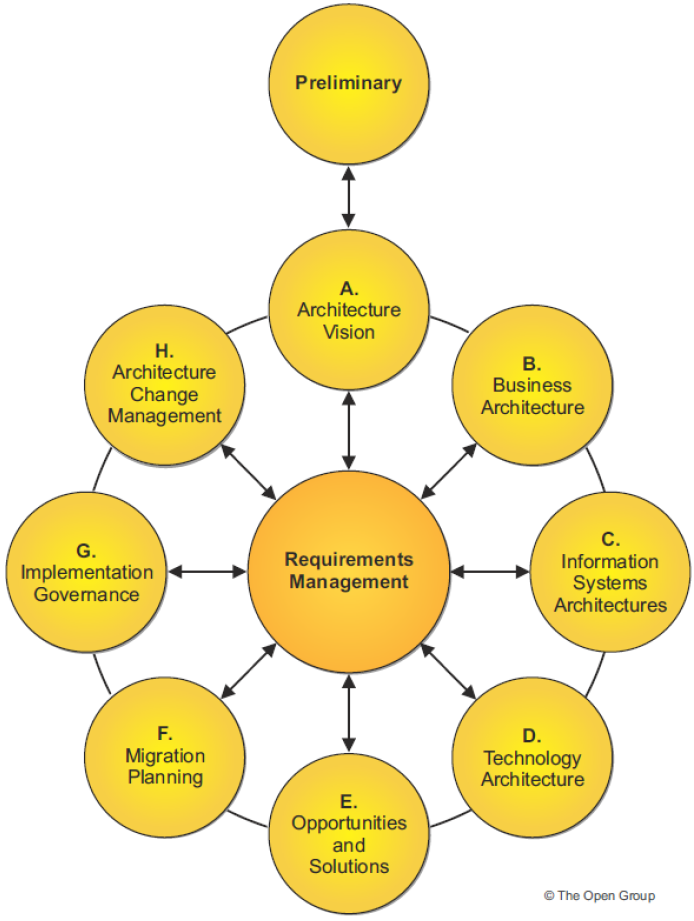 Preliminary
A.
Architecture
Vision
B.
Business
Architecture
C.
Information
Systems
Architectures
D.
Technology
Architecture
E.
Opportunities
and
Solutions
F.
Migration
Planning
G.
Implementation
Governance
H.
Architecture
Change
Management
Requirements
Management
© The Open Group